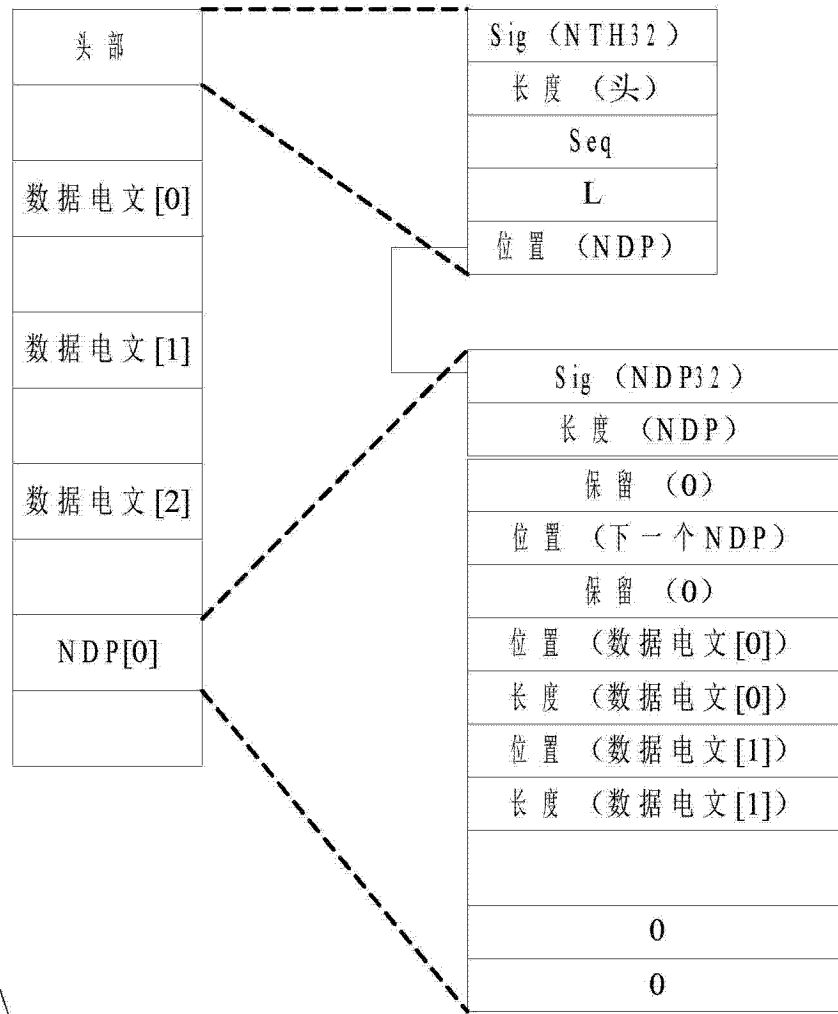 头部
数据电文[0]
数据电文[1]
数据电文[2]
NDP[0]
Sig（NTH32）
长度（头）
Seq
L
位置（NDP）
Sig（NDP32）
长度（NDP）
保留（0）
位置（下一个NDP）
保留（0）
位置（数据电文[0]）
长度（数据电文[0]）
位置（数据电文[1]）
长度（数据电文[1]）
0
0